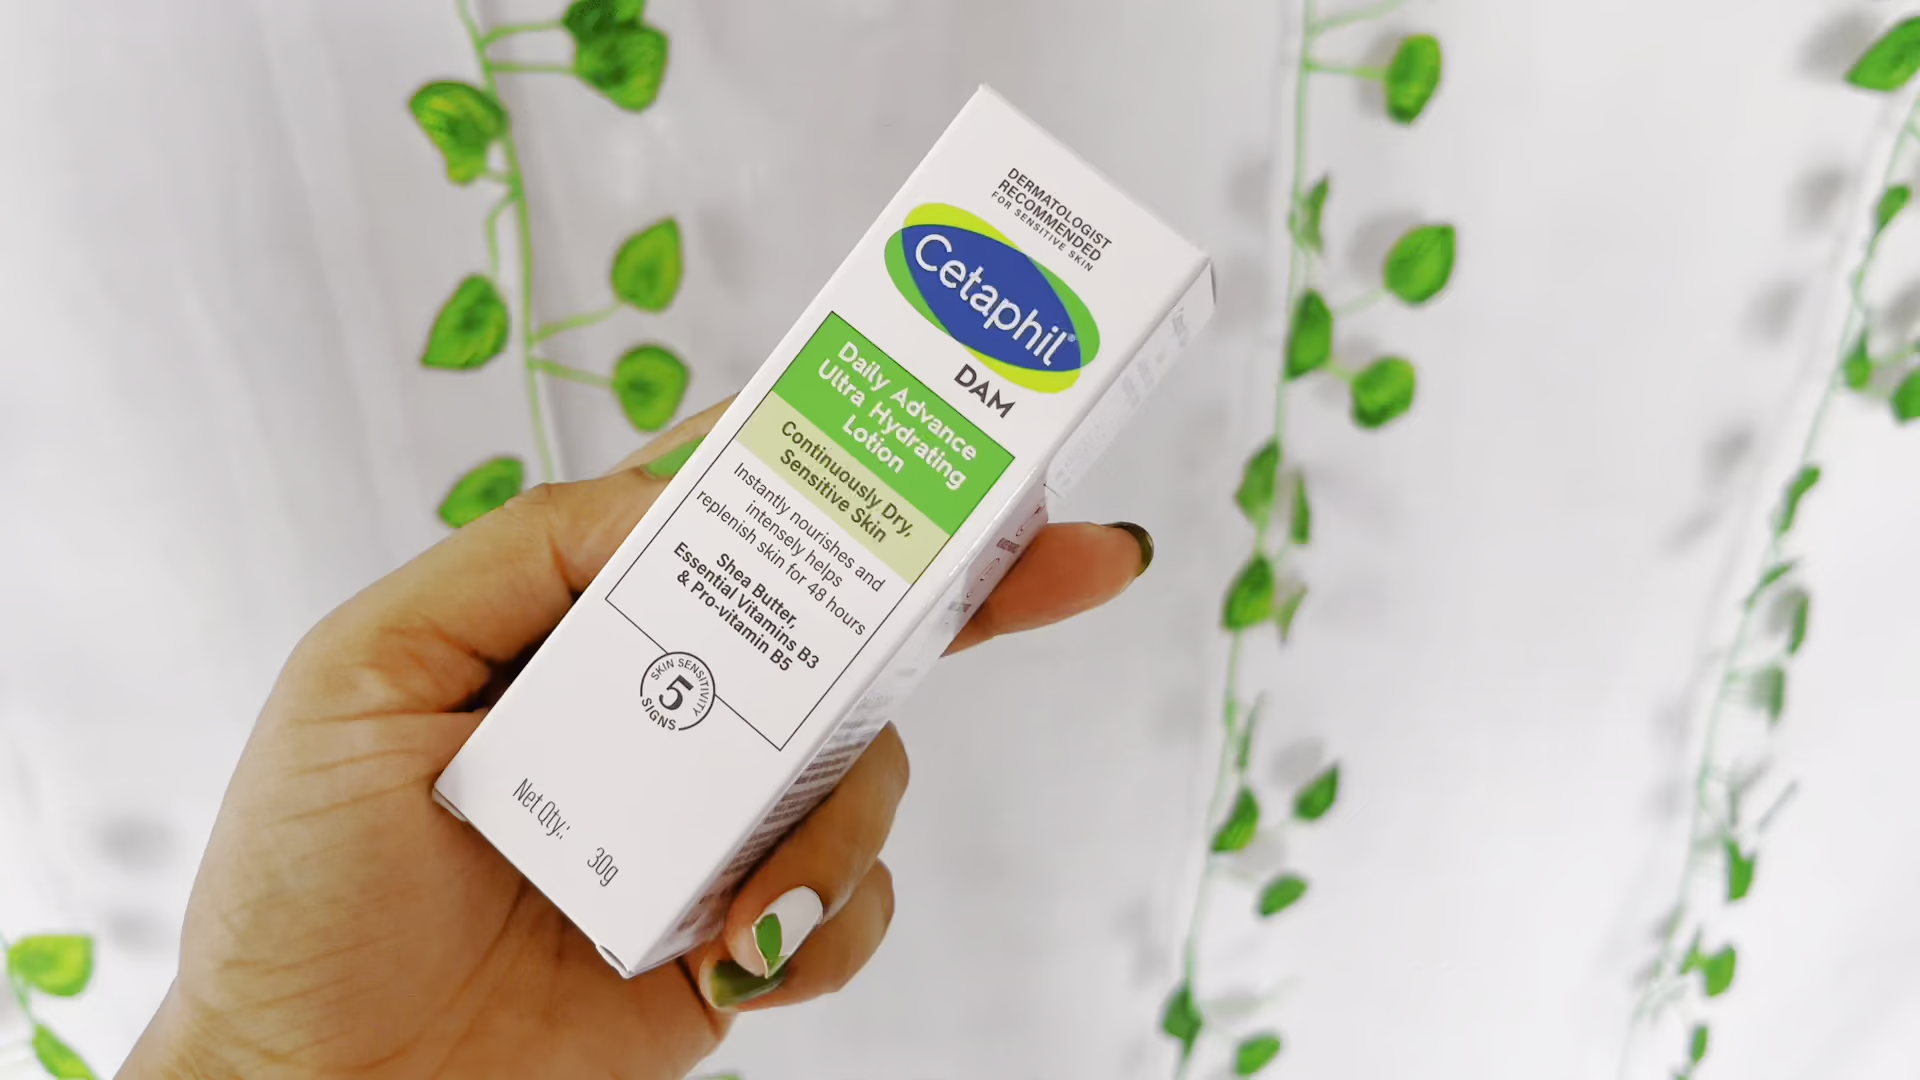 DERMATOLOGIST
RECOMMENDED
FOR SENSITIVE SKIN
Cetaphil®
DAM
Daily Advance
Ultra Hydrating
Lotion
Continuously Dry,
Sensitive Skin
Instantly nourishes and
intensely helps
replenish skin for 48 hours
Shea Butter,
Essential Vitamins B3
& Pro-vitamin B5
SKIN SENSITIVITY
5
SIGNS
Net Qty.: 30g